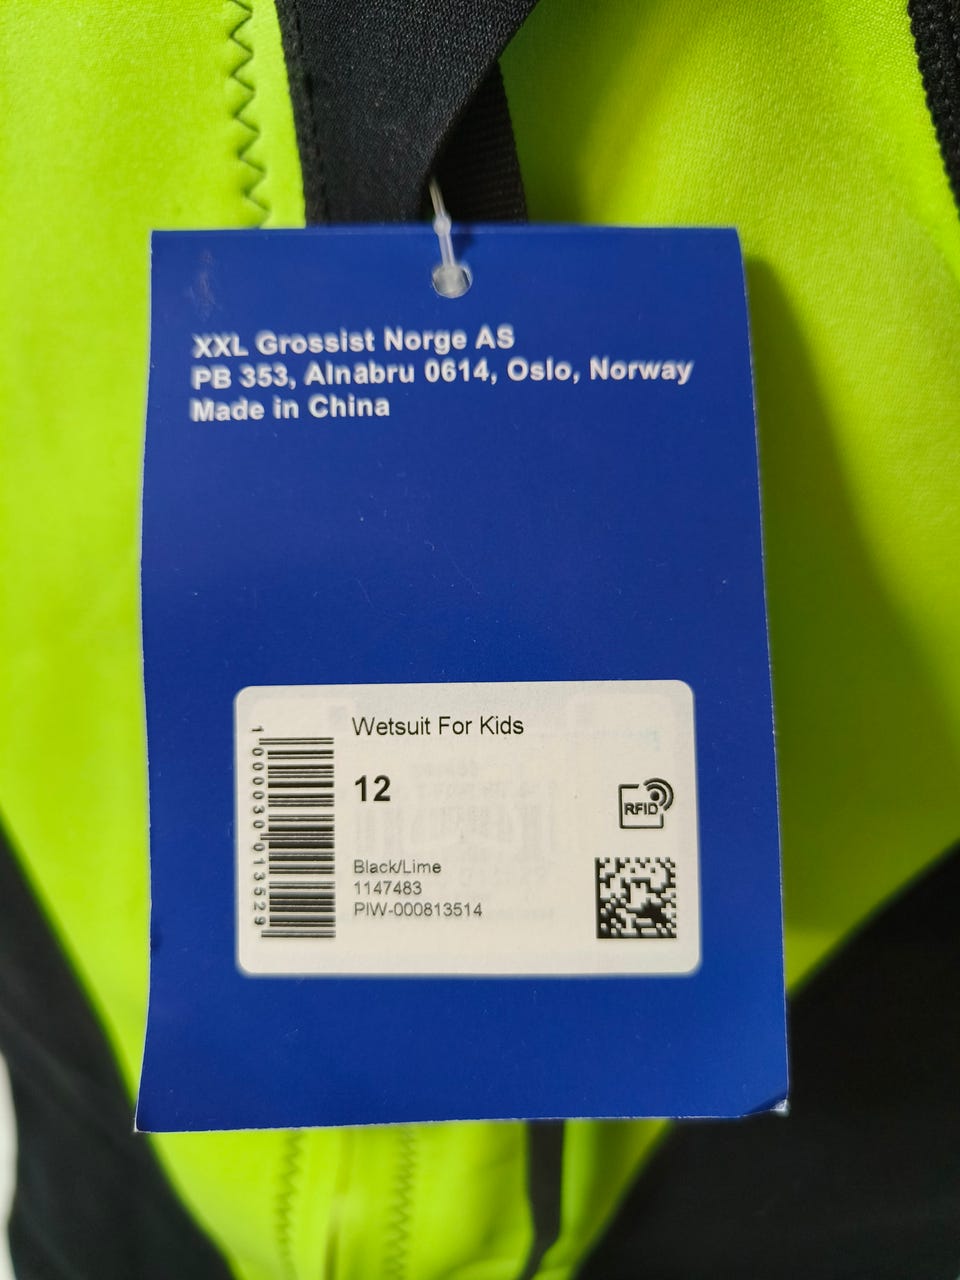 XXL Grossist Norge AS
PB 353, Alnabru 0614, Oslo, Norway
Made in China
Wetsuit For Kids
12
RFID
Black/Lime
1147483
PIW-000813514
1000030013529